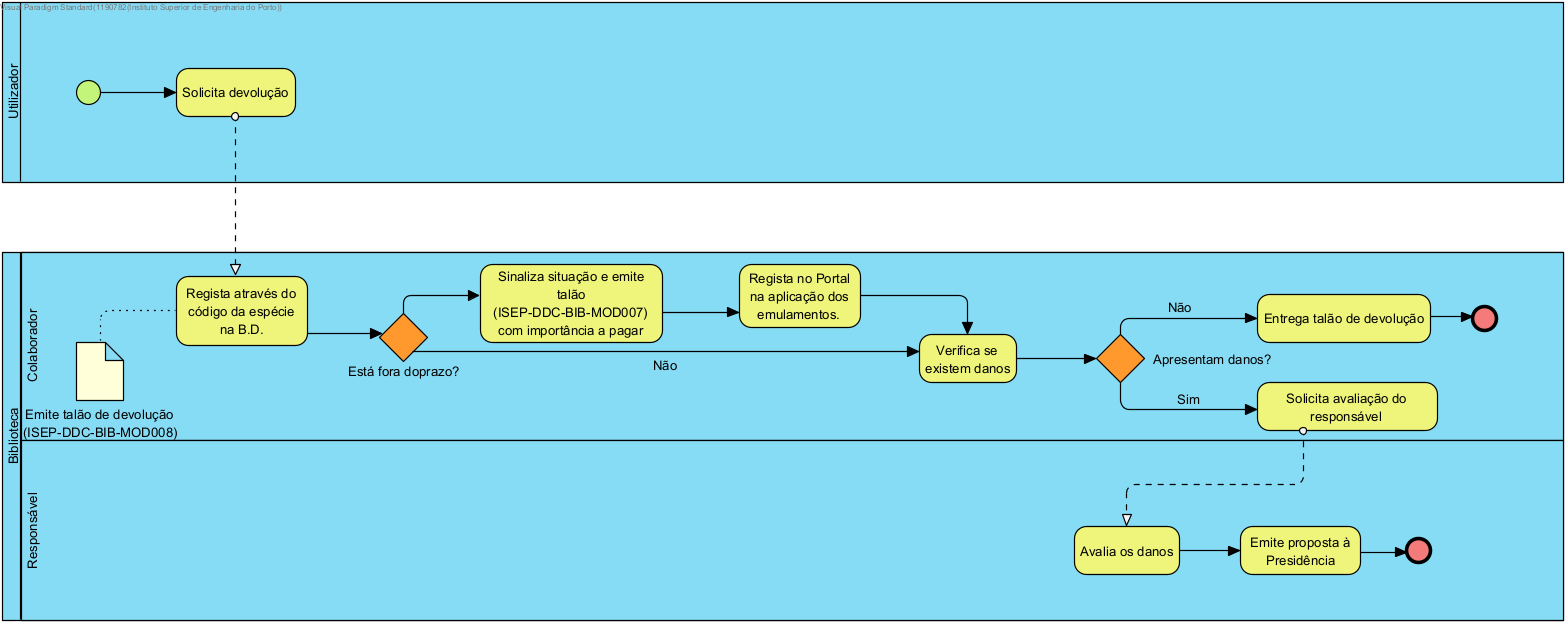 Visual Paradigm Standard(1190782(Instituto Superior de Engenharia do Porto))
Utilizador
Solicita devolução
Biblioteca
Colaborador
Regista através do
código da espécie
na B.D.
Emite talão de devolução
(ISEP-DDC-BIB-MOD008)
Está fora doprazo?
Sinaliza situação e emite
talão
(ISEP-DDC-BIB-MOD007)
com importância a pagar
Regista no Portal
na aplicação dos
emulamentos.
Não
Verifica se
existem danos
Apresentam danos?
Não
Entrega talão de devolução
Sim
Solicita avaliação do
responsável
Responsável
Avalia os danos
Emite proposta à
Presidência